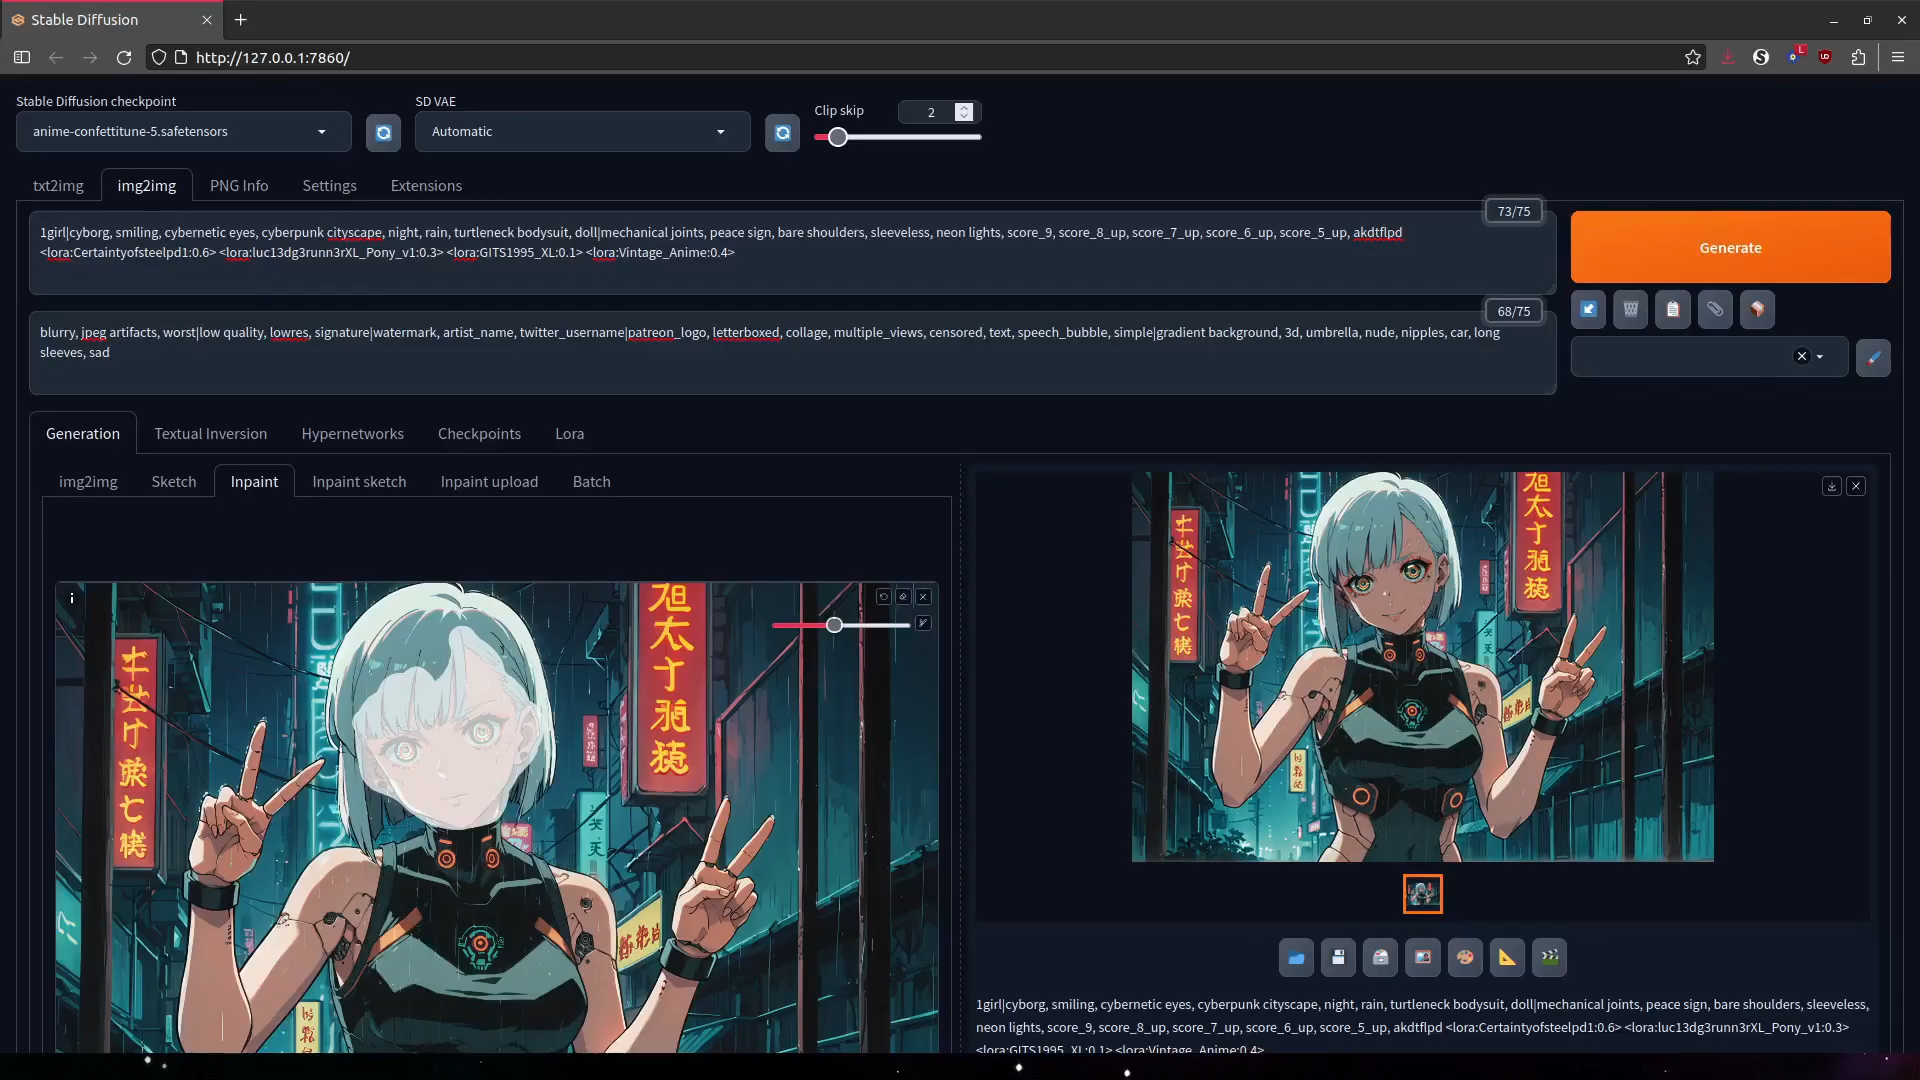 Stable Diffusion
http://127.0.0.1:7860/
L
Stable Diffusion checkpoint
SD VAE
Clip skip
2
anime-confettitune-5.safetensors
Automatic
txt2img
img2img
PNG Info
Settings
Extensions
73/75
1girl|cyborg, smiling, cybernetic eyes, cyberpunk cityscape, night, rain, turtleneck bodysuit, doll|mechanical joints, peace sign, bare shoulders, sleeveless, neon lights, score_9, score_8_up, score_7_up, score_6_up, score_5_up, akdtflpd
<lora:Certaintyofsteelpd1:0.6> <lora:luc13dg3runn3rXL_Pony_v1:0.3> <lora:GITS1995_XL:0.1> <lora:Vintage_Anime:0.4>
Generate
68/75
blurry, jpeg artifacts, worst|low quality, lowres, signature|watermark, artist_name, twitter_username|patreon_logo, letterboxed, collage, multiple_views, censored, text, speech_bubble, simple|gradient background, 3d, umbrella, nude, nipples, car, long
sleeves, sad
Generation
Textual Inversion
Hypernetworks
Checkpoints
Lora
img2img
Sketch
Inpaint
Inpaint sketch
Inpaint upload
Batch
1girl|cyborg, smiling, cybernetic eyes, cyberpunk cityscape, night, rain, turtleneck bodysuit, doll|mechanical joints, peace sign, bare shoulders, sleeveless,
neon lights, score_9, score_8_up, score_7_up, score_6_up, score_5_up, akdtflpd <lora:Certaintyofsteelpd1:0.6> <lora:luc13dg3runn3rXL_Pony_v1:0.3>
<lora:GITS1995_XL:0.1> <lora:Vintage_Anime:0.4>